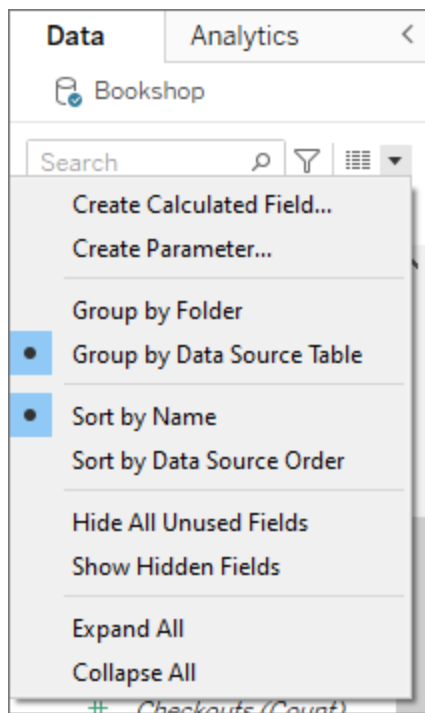 Data Analytics
Bookshop
Search
Create Calculated Field...
Create Parameter...
Group by Folder
Group by Data Source Table
Sort by Name
Sort by Data Source Order
Hide All Unused Fields
Show Hidden Fields
Expand All
Collapse All
# Checkouts (Count)